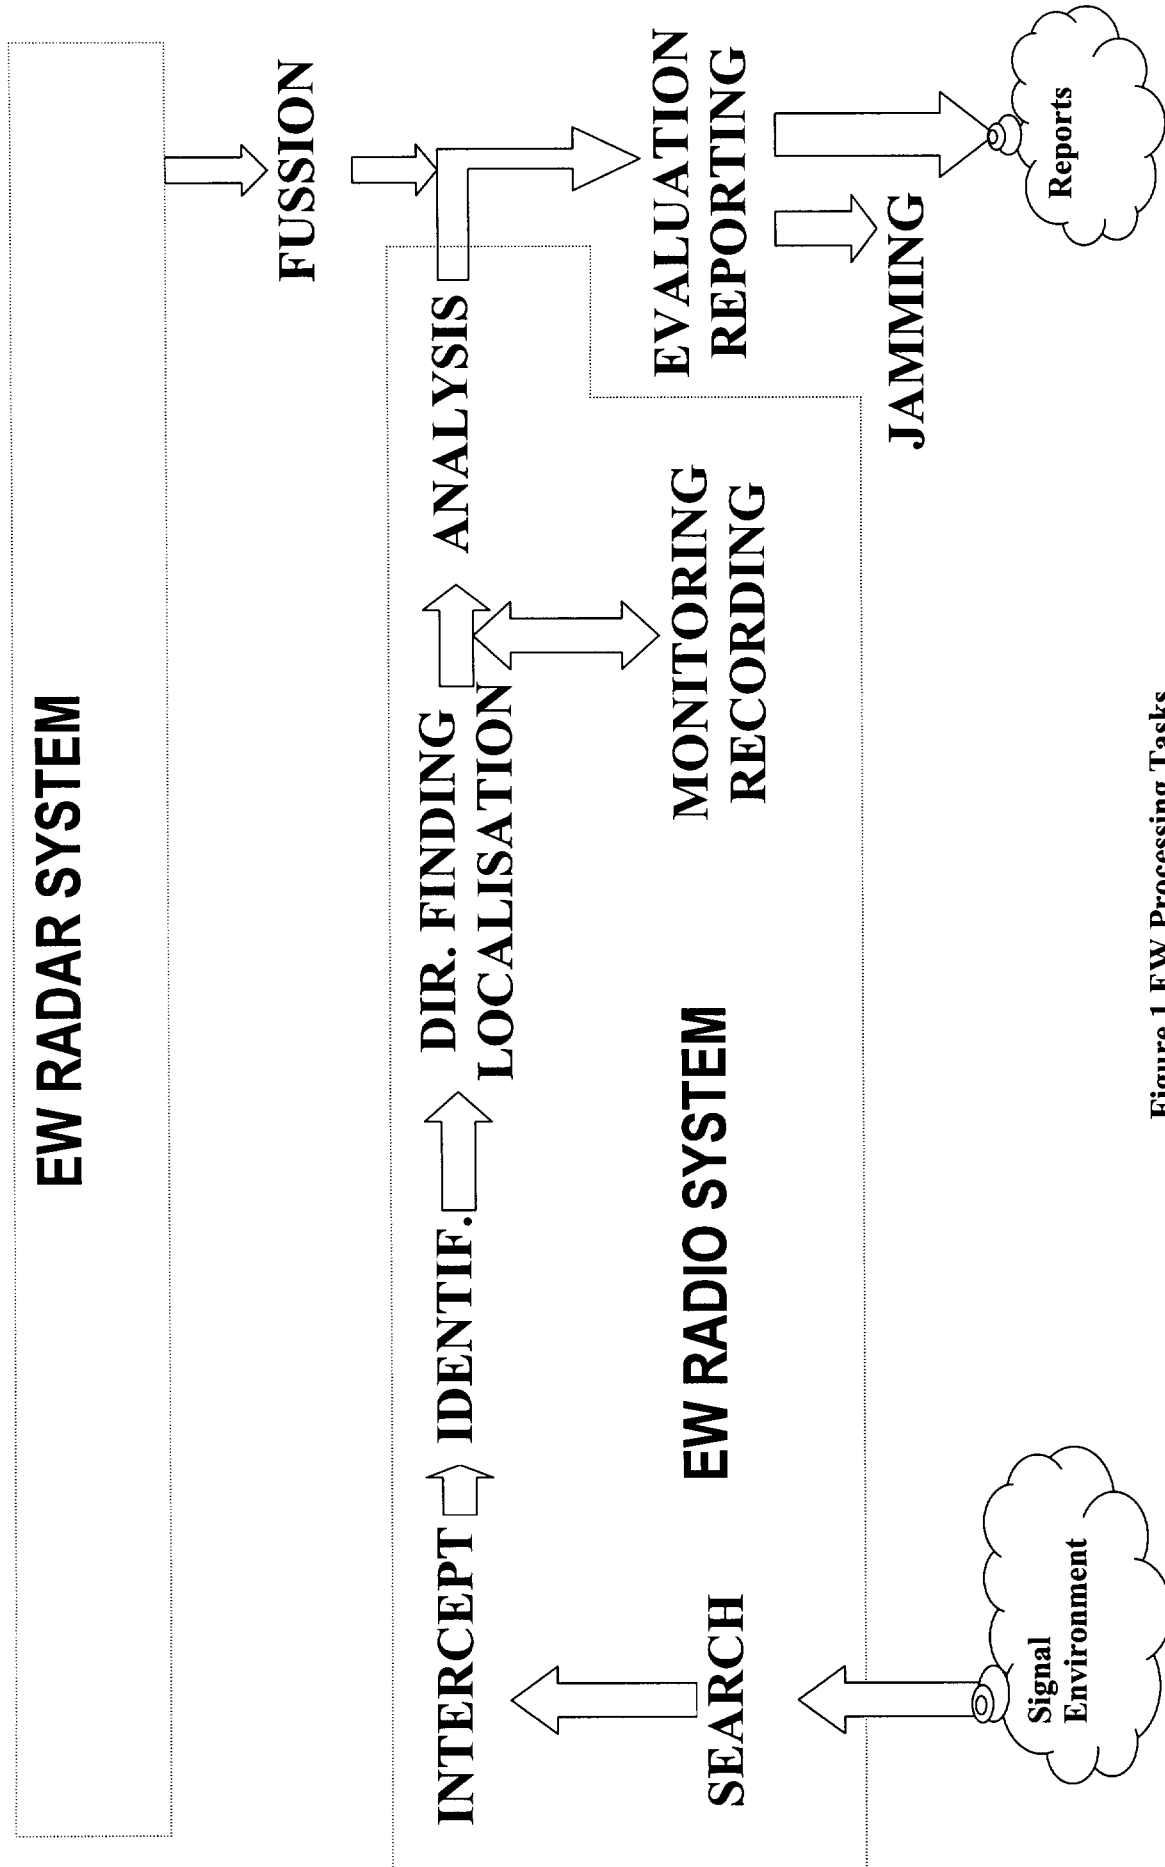 EW RADAR SYSTEM
FUSSION
INTERCEPT
IDENTIF.
DIR. FINDING
LOCALISATION
ANALYSIS
SEARCH
EW RADIO SYSTEM
MONITORING
RECORDING
EVALUATION
REPORTING
JAMMING
Signal
Environment
Reports
Figure 1 EW Processing Tasks